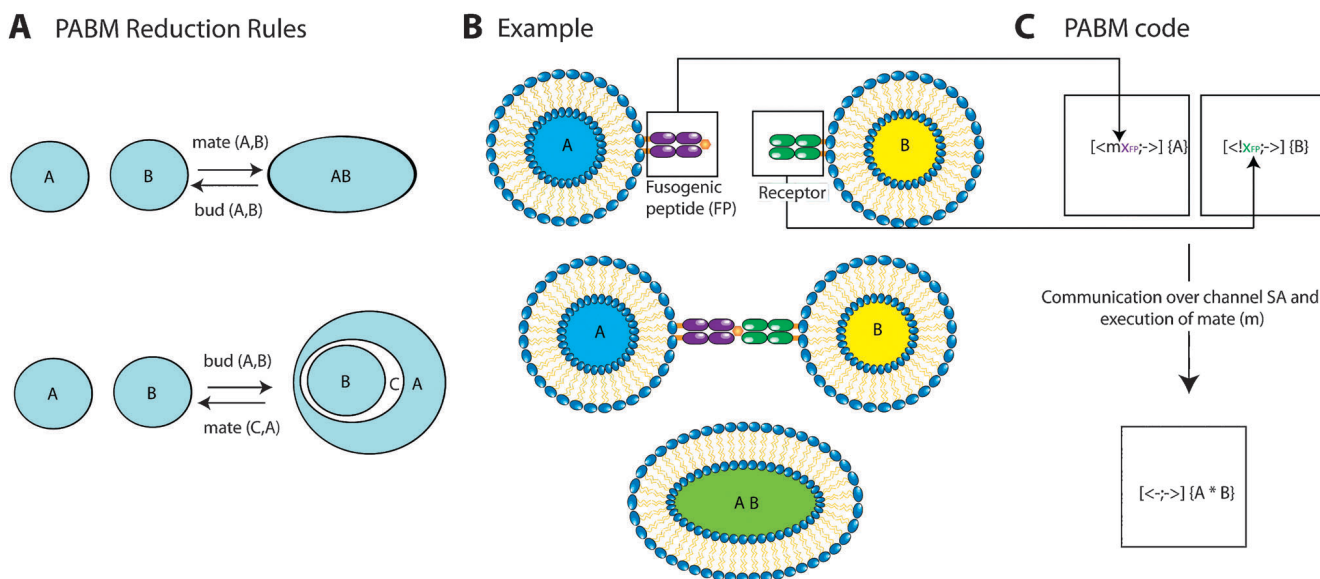 A PABM Reduction Rules
A
B
mate (A,B)
bud (A,B)
AB
A
B
bud (A,B)
mate (C,A)
B
C
A
B Example
A
Fusogenic
peptide (FP)
Receptor
B
A
B
A B
C PABM code
[<mXFP;->] {A}
[<!XFP;->] {B}
Communication over channel SA and
execution of mate (m)
[<-;->] {A * B}